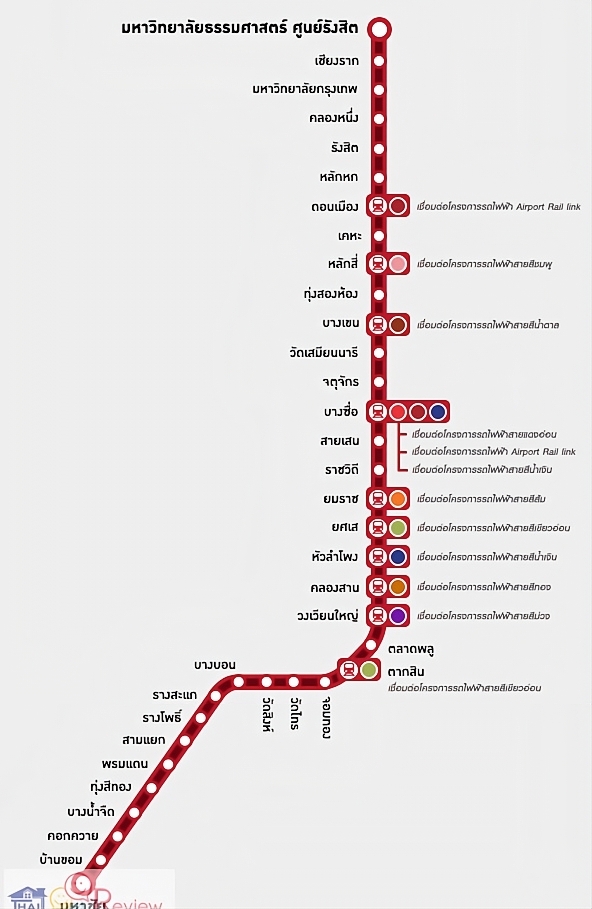 มหาวิทยาลัยธรรมศาสตร์ ศูนย์รังสิต
เชียงราก
มหาวิทยาลัยกรุงเทพ
คลองหนึ่ง
รังสิต
หลักหก
ดอนเมือง
เชื่อมต่อโครงการรถไฟฟ้า Airport Rail link
เคหะ
หลักสี่
เชื่อมต่อโครงการรถไฟฟ้าสายสีชมพู
ทุ่งสองห้อง
บางเขน
เชื่อมต่อโครงการรถไฟฟ้าสายสีน้ำตาล
วัดเสมียนนารี
จตุจักร
บางซื่อ
เชื่อมต่อโครงการรถไฟฟ้าสายแดงอ่อน
สามเสน
เชื่อมต่อโครงการรถไฟฟ้า Airport Rail link
ราชวิถี
เชื่อมต่อโครงการรถไฟฟ้าสายสีน้ำเงิน
ยมราช
เชื่อมต่อโครงการรถไฟฟ้าสายสีส้ม
ยศเส
เชื่อมต่อโครงการรถไฟฟ้าสายสีเขียวอ่อน
หัวลำโพง
เชื่อมต่อโครงการรถไฟฟ้าสายสีน้ำเงิน
คลองสาน
เชื่อมต่อโครงการรถไฟฟ้าสายสีทอง
วงเวียนใหญ่
เชื่อมต่อโครงการรถไฟฟ้าสายสีม่วง
ตลาดพลู
ตากสิน
เชื่อมต่อโครงการรถไฟฟ้าสายสีเขียวอ่อน
จอมทอง
วัดไทร
วัดสิงห์
บางบอน
รางสะแก
รางโพธิ์
สามแยก
พรมแดน
ทุ่งสีทอง
บางน้ำจืด
คอกควาย
บ้านขอม
มหาชัย
THAI
Review